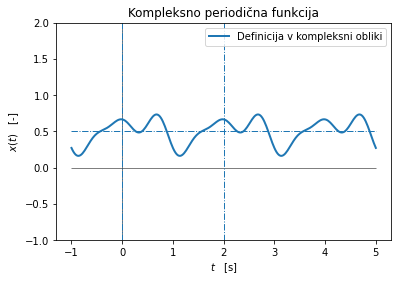 Kompleksno periodična funkcija
Definicija v kompleksni obliki
2.0
1.5
1.0
0.5
0.0
−0.5
−1.0
x(t) [-]
−1 0 1 2 3 4 5
t [s]